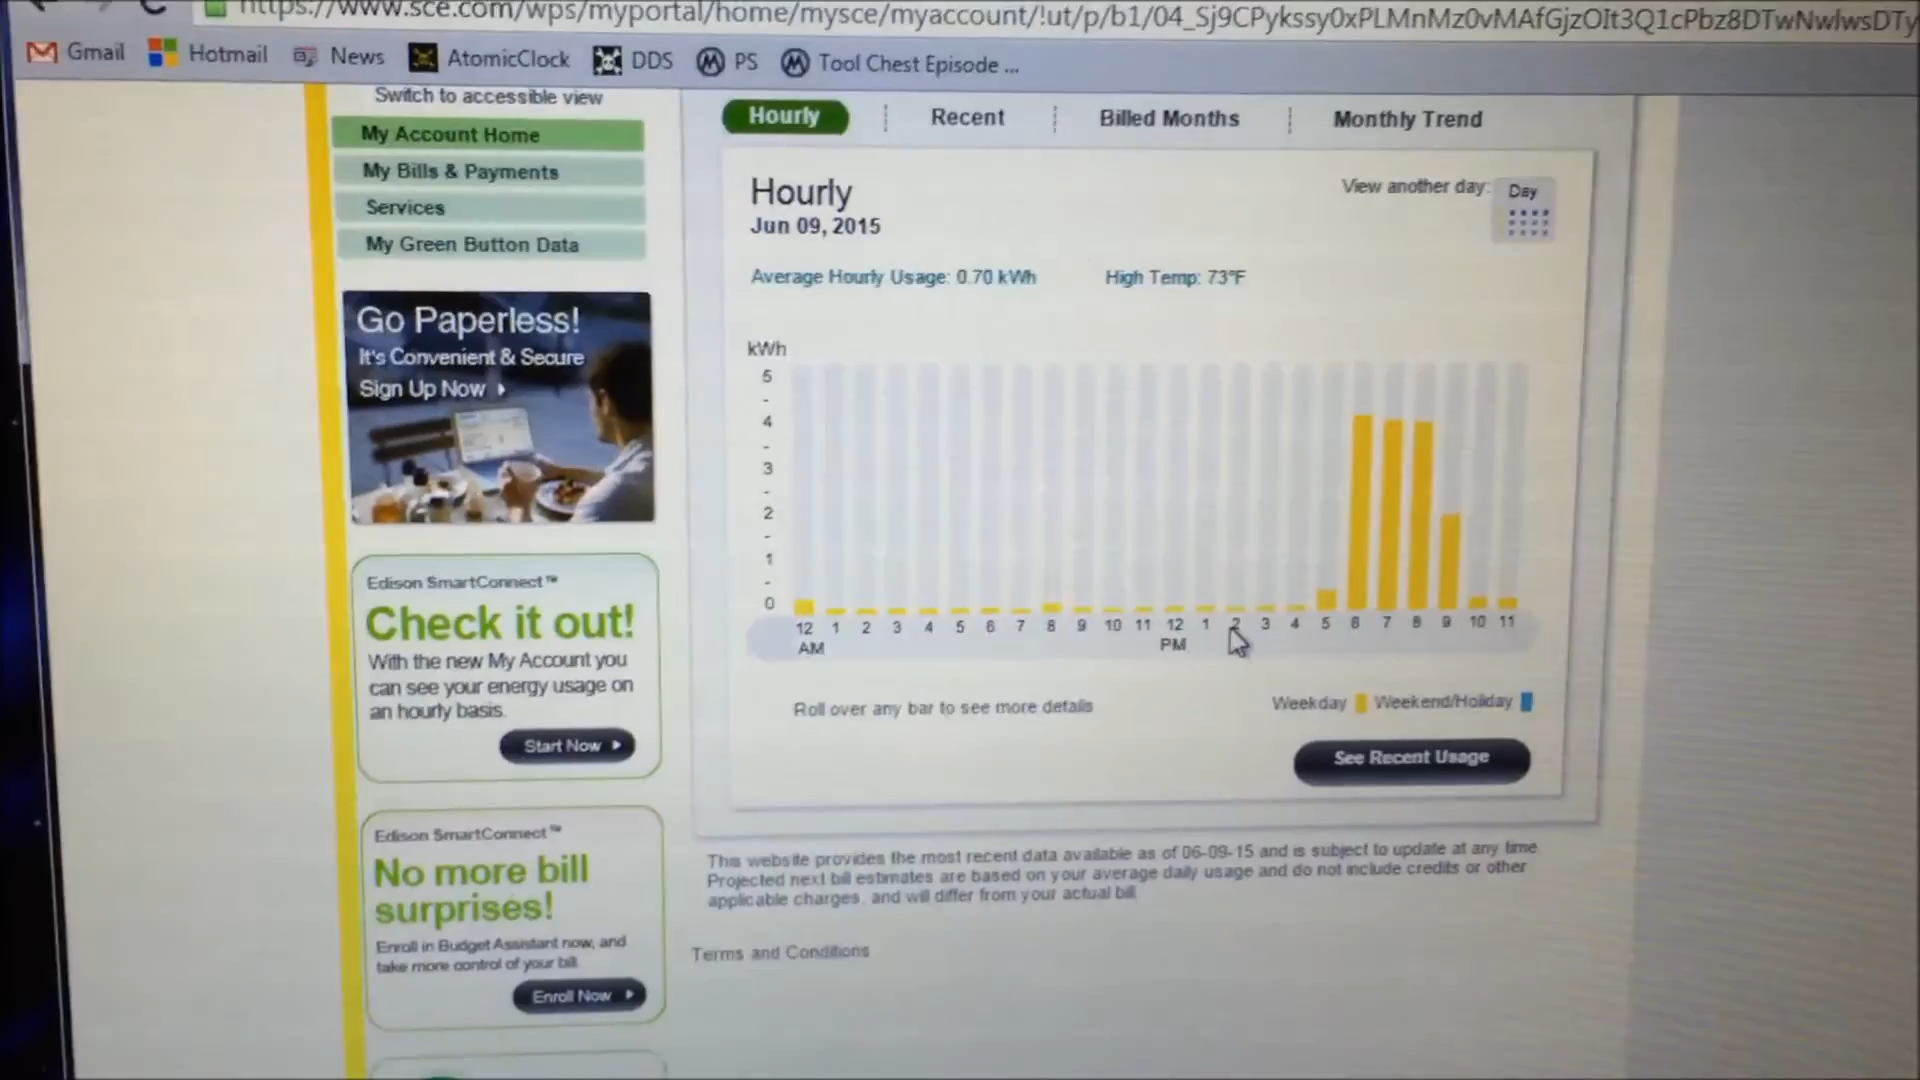 https://www.sce.com/wps/myportal/home/mysce/myaccount/!ut/p/b1/04_Sj9CPykssy0xPLMnMz0vMAfGjzOIt3Q1cPbz8DTwNwlwsDTy
Gmail Hotmail News AtomicClock DDS PS Tool Chest Episode ...
Switch to accessible view
My Account Home
My Bills & Payments
Services
My Green Button Data
Go Paperless!
It's Convenient & Secure
Sign Up Now
Edison SmartConnect™
Check it out!
With the new My Account you
can see your energy usage on
an hourly basis.
Start Now
Edison SmartConnect™
No more bill
surprises!
Enroll in Budget Assistant now, and
take more control of your bill.
Enroll Now
Hourly Recent Billed Months Monthly Trend
Hourly
Jun 09, 2015
View another day: Day
Average Hourly Usage: 0.70 kWh High Temp: 73°F
kWh
5
-
4
-
3
-
2
-
1
-
0
12 1 2 3 4 5 6 7 8 9 10 11 12 1 2 3 4 5 6 7 8 9 10 11
AM PM
Roll over any bar to see more details
Weekday Weekend/Holiday
See Recent Usage
This website provides the most recent data available as of 06-09-15 and is subject to update at any time
Projected next bill estimates are based on your average daily usage and do not include credits or other
applicable charges, and will differ from your actual bill
Terms and Conditions